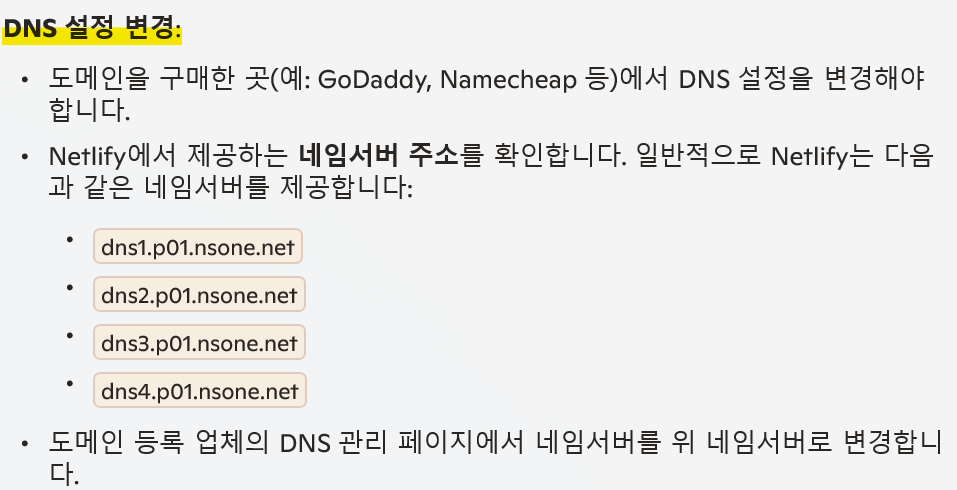 DNS 설정 변경:
• 도메인을 구매한 곳(예: GoDaddy, Namecheap 등)에서 DNS 설정을 변경해야
합니다.
• Netlify에서 제공하는 네임서버 주소를 확인합니다. 일반적으로 Netlify는 다음
과 같은 네임서버를 제공합니다:
• dns1.p01.nsone.net
• dns2.p01.nsone.net
• dns3.p01.nsone.net
• dns4.p01.nsone.net
• 도메인 등록 업체의 DNS 관리 페이지에서 네임서버를 위 네임서버로 변경합니
다.